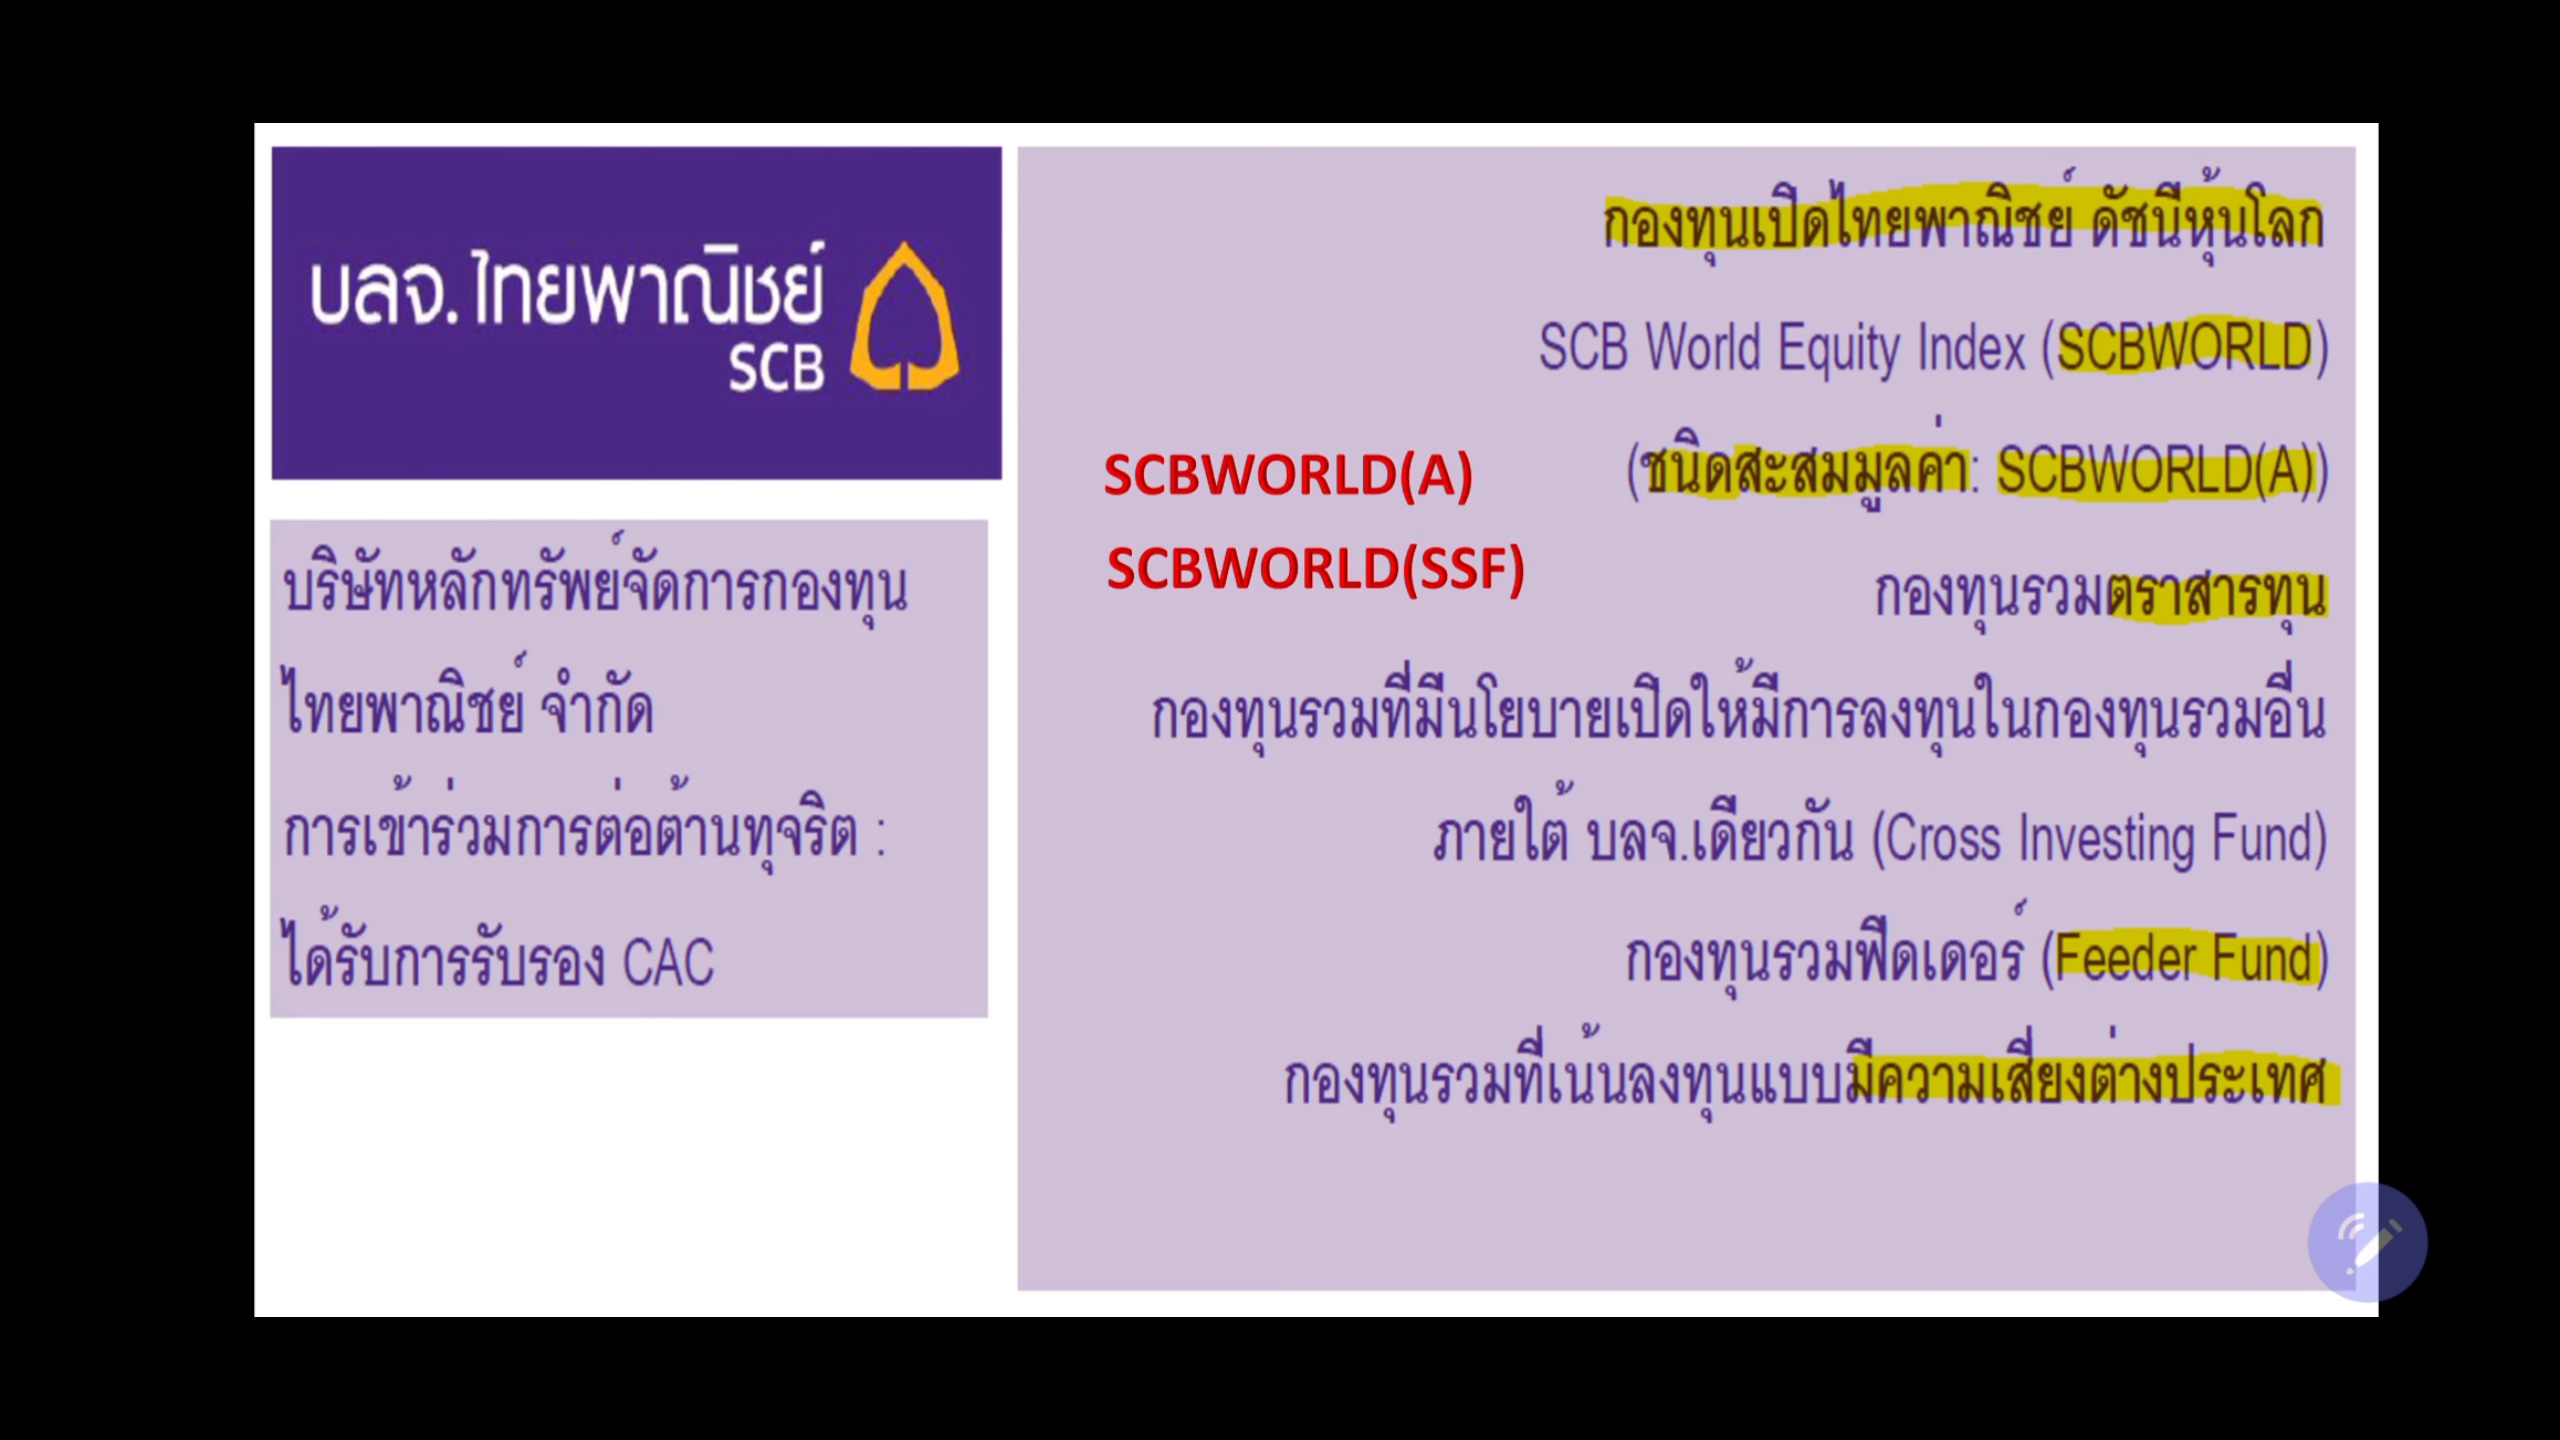 บลจ. ไทยพาณิชย์
SCB
บริษัทหลักทรัพย์จัดการกองทุน
ไทยพาณิชย์ จำกัด
การเข้าร่วมการต่อต้านทุจริต :
ได้รับการรับรอง CAC
กองทุนเปิดไทยพาณิชย์ ดัชนีหุ้นโลก
SCB World Equity Index (SCBWORLD)
(ชนิดสะสมมูลค่า: SCBWORLD(A))
SCBWORLD(A)
SCBWORLD(SSF)
กองทุนรวมตราสารทุน
กองทุนรวมที่มีนโยบายเปิดให้มีการลงทุนในกองทุนรวมอื่น
ภายใต้ บลจ.เดียวกัน (Cross Investing Fund)
กองทุนรวมฟีดเดอร์ (Feeder Fund)
กองทุนรวมที่เน้นลงทุนแบบมีความเสี่ยงต่างประเทศ